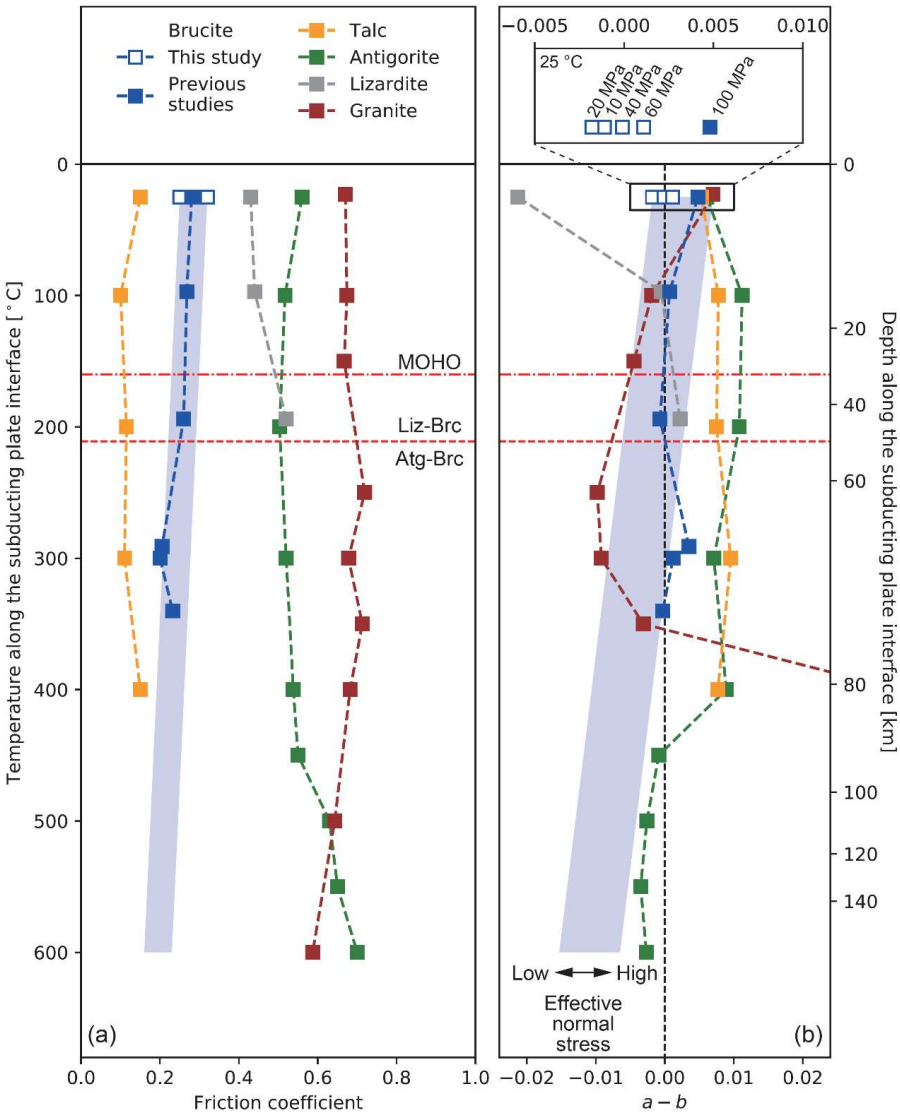 Brucite
This study
Previous
studies
Talc
Antigorite
Lizardite
Granite
−0.005 0.000 0.005 0.010
25 °C
20 MPa
10 MPa
40 MPa
60 MPa
100 MPa
0
100
200
300
400
500
600
Temperature along the subducting plate interface [°C]
MOHO
Liz-Brc
Atg-Brc
(a)
0.0 0.2 0.4 0.6 0.8 1.0
Friction coefficient
0
20
40
60
80
100
120
140
Depth along the subducting plate interface [km]
Low High
Effective
normal
stress
(b)
−0.02 −0.01 0.00 0.01 0.02
a − b